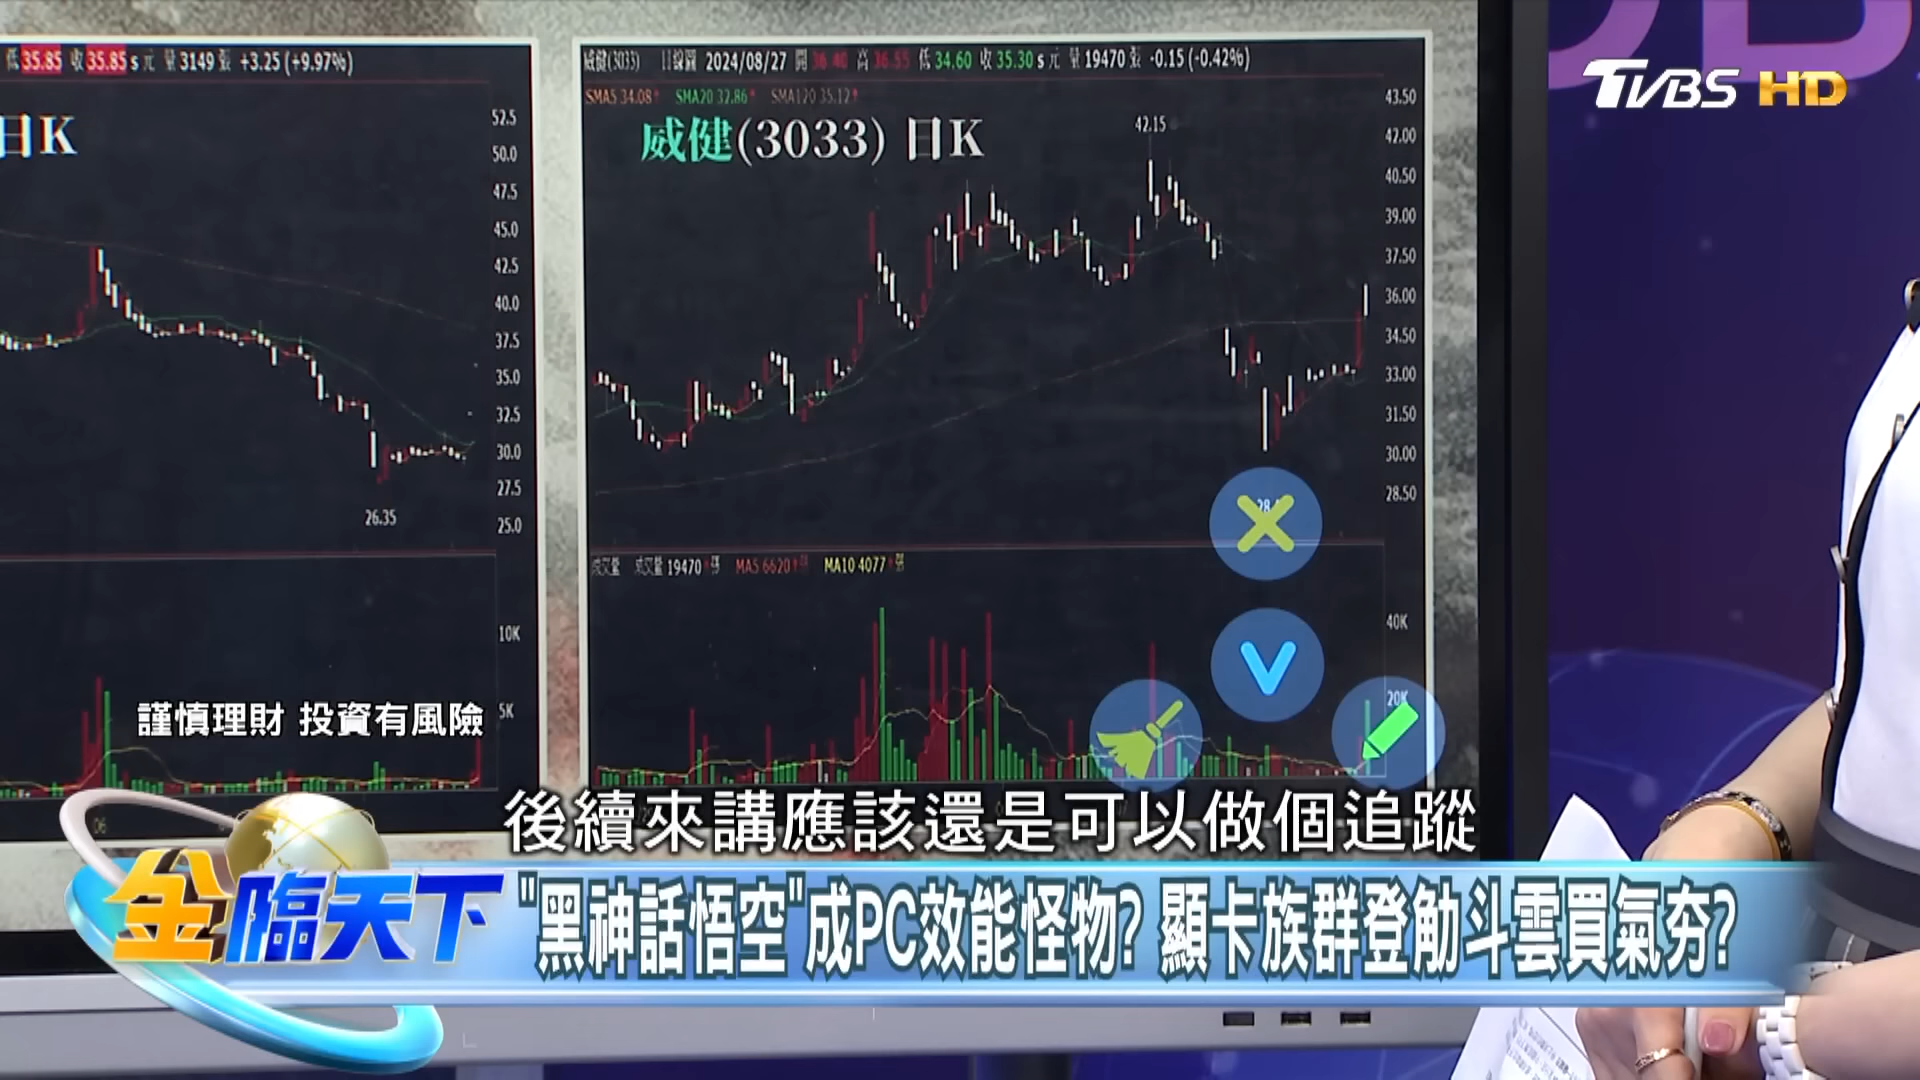 低 35.85 收 35.85 s 元 量 3149 張 +3.25 (+9.97%)
日K
52.5
50.0
47.5
45.0
42.5
40.0
37.5
35.0
32.5
30.0
27.5
25.0
26.35
10K
5K
06
謹慎理財 投資有風險
威健(3033) 日線圖 2024/08/27 開 36.40 高 36.55 低 34.60 收 35.30 s 元 量 19470 張 -0.15 (-0.42%)
SMA5 34.08 SMA20 32.86 SMA120 35.12
威健(3033) 日K
42.15
43.50
42.00
40.50
39.00
37.50
36.00
34.50
33.00
31.50
30.00
28.50
成交量 成交量 19470 張 MA5 6620 張 MA10 4077 張
40K
20K
TVBS HD
後續來講應該還是可以做個追蹤
金臨天下
"黑神話悟空"成PC效能怪物? 顯卡族群登觔斗雲買氣夯?